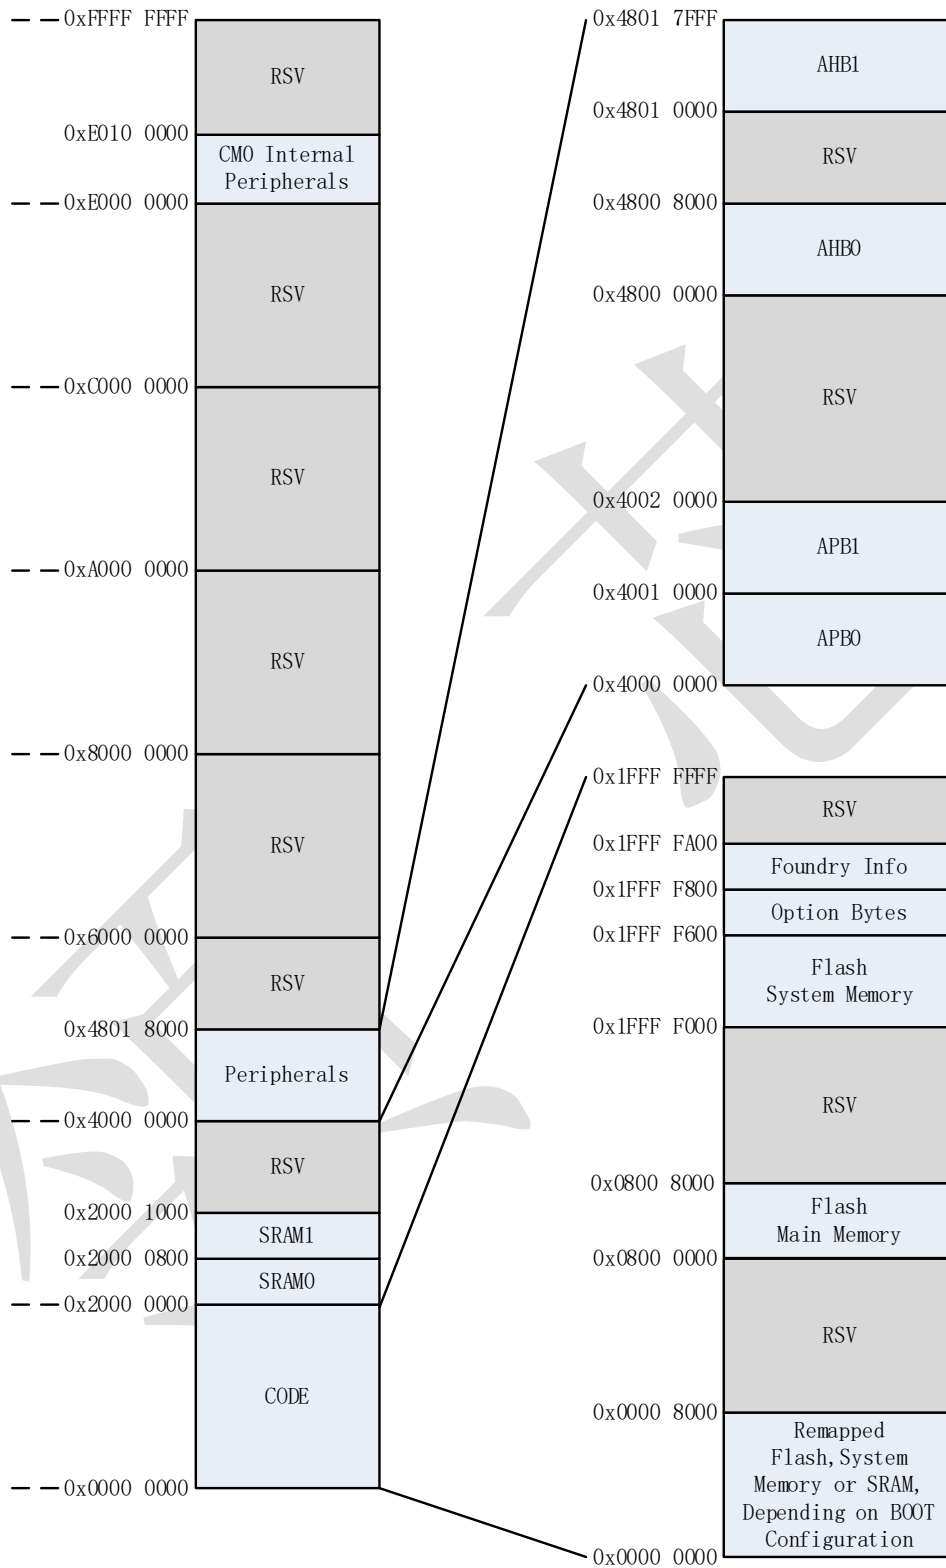 0xFFFF FFFF
RSV
0xE010 0000
CM0 Internal
Peripherals
0xE000 0000
RSV
0xC000 0000
RSV
0xA000 0000
RSV
0x8000 0000
RSV
0x6000 0000
RSV
0x4801 8000
Peripherals
0x4000 0000
RSV
0x2000 1000
SRAM1
0x2000 0800
SRAM0
0x2000 0000
CODE
0x0000 0000
0x4801 7FFF
AHB1
0x4801 0000
RSV
0x4800 8000
AHB0
0x4800 0000
RSV
0x4002 0000
APB1
0x4001 0000
APB0
0x4000 0000
0x1FFF FFFF
RSV
0x1FFF FA00
Foundry Info
0x1FFF F800
Option Bytes
0x1FFF F600
Flash
System Memory
0x1FFF F000
RSV
0x0800 8000
Flash
Main Memory
0x0800 0000
RSV
0x0000 8000
Remapped
Flash,System
Memory or SRAM,
Depending on BOOT
Configuration
0x0000 0000